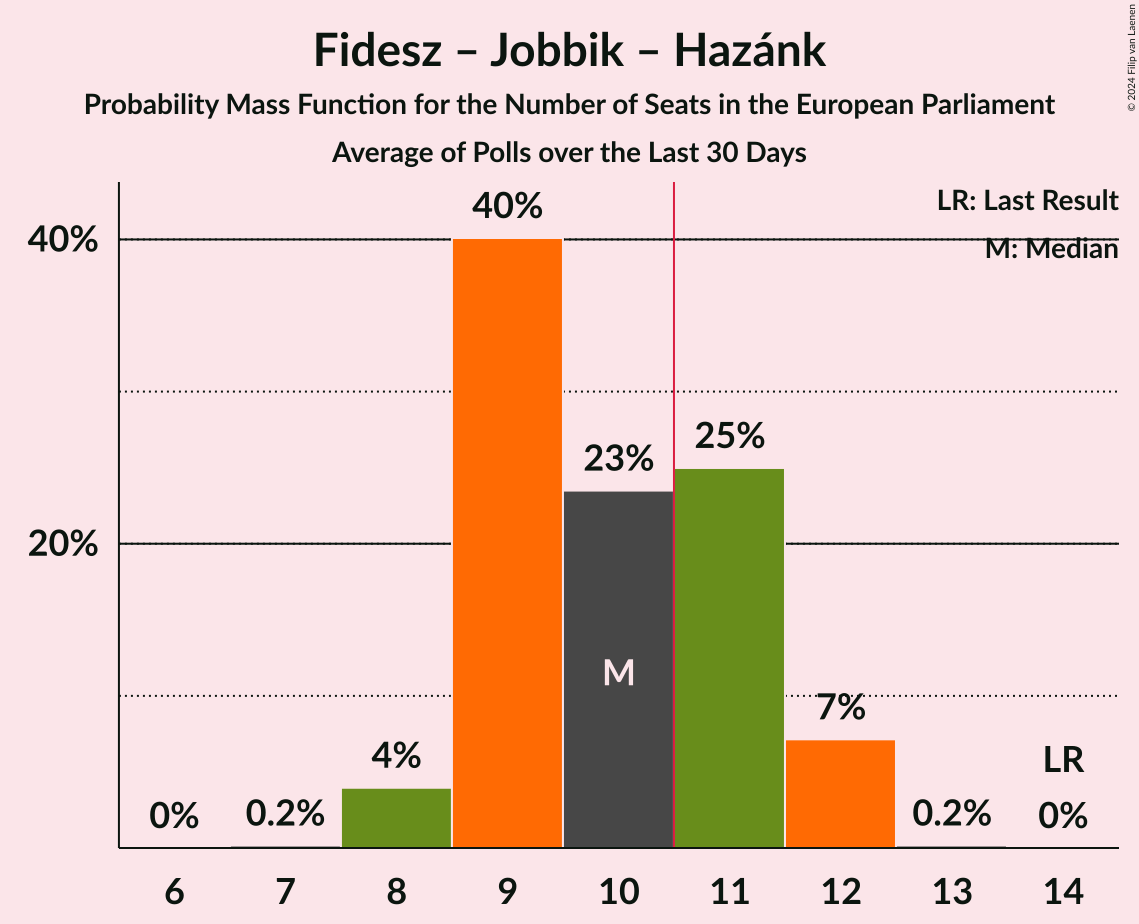 Fidesz – Jobbik – Hazánk
Probability Mass Function for the Number of Seats in the European Parliament
Average of Polls over the Last 30 Days
© 2024 Filip van Laenen
LR: Last Result
M: Median
40%
20%
0%
0.2%
4%
40%
23%
M
25%
7%
0.2%
LR
0%
6 7 8 9 10 11 12 13 14